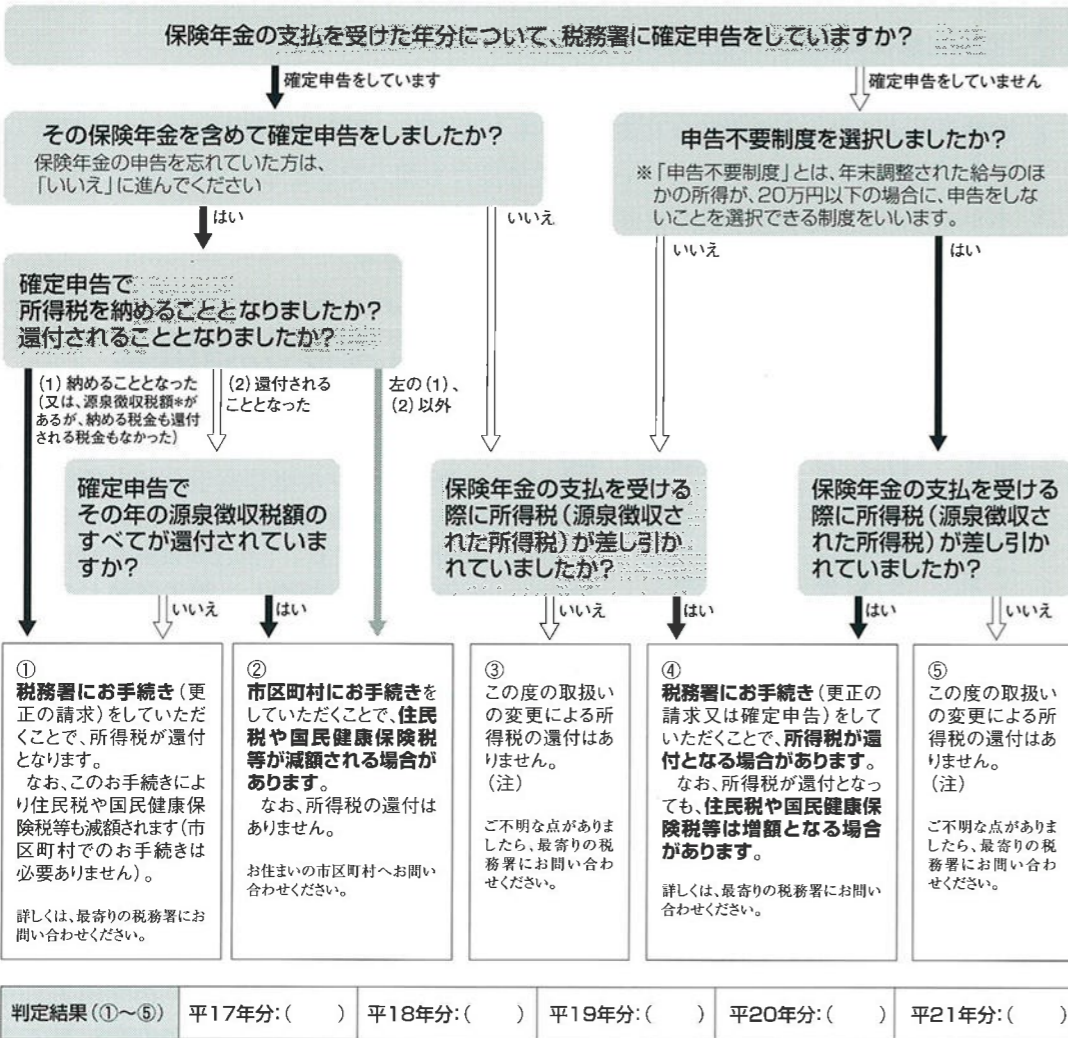 保険年金の支払を受けた年分について、税務署に確定申告をしていますか?
確定申告をしています
確定申告をしていません
その保険年金を含めて確定申告をしましたか?
保険年金の申告を忘れていた方は、
「いいえ」に進んでください
はい
いいえ
申告不要制度を選択しましたか?
※「申告不要制度」とは、年末調整された給与のほ
かの所得が、20万円以下の場合に、申告をしな
いことを選択できる制度をいいます。
いいえ
はい
確定申告で
所得税を納めることとなりましたか?
還付されることとなりましたか?
(1)納めることとなった
(又は、源泉徴収税額*が
あるが、納める税金も還付
される税金もなかった)
(2)還付される
こととなった
左の(1)、
(2)以外
確定申告で
その年の源泉徴収税額の
すべてが還付されていま
すか?
いいえ
はい
保険年金の支払を受ける
際に所得税(源泉徴収さ
れた所得税)が差し引か
れていましたか?
いいえ
はい
保険年金の支払を受ける
際に所得税(源泉徴収さ
れた所得税)が差し引か
れていましたか?
はい
いいえ
①
税務署にお手続き(更
正の請求)をしていただ
くことで、所得税が還付
となります。
なお、このお手続きによ
り住民税や国民健康保
険税等も減額されます(市
区町村でのお手続きは
必要ありません)。
詳しくは、最寄りの税務署にお
問い合わせください。
②
市区町村にお手続きを
していただくことで、住民
税や国民健康保険税
等が減額される場合が
あります。
なお、所得税の還付は
ありません。
お住まいの市区町村へお問い
合わせください。
③
この度の取扱い
の変更による所
得税の還付はあ
りません。
(注)
ご不明な点がありま
したら、最寄りの税
務署にお問い合わ
せください。
④
税務署にお手続き(更正の
請求又は確定申告)をして
いただくことで、所得税が還
付となる場合があります。
なお、所得税が還付となっ
ても、住民税や国民健康保
険税等は増額となる場合
があります。
詳しくは、最寄りの税務署にお問い
合わせください。
⑤
この度の取扱い
の変更による所
得税の還付はあ
りません。
(注)
ご不明な点がありま
したら、最寄りの税
務署にお問い合わ
せください。
判定結果(①~⑤) 平17年分:( ) 平18年分:( ) 平19年分:( ) 平20年分:( ) 平21年分:( )